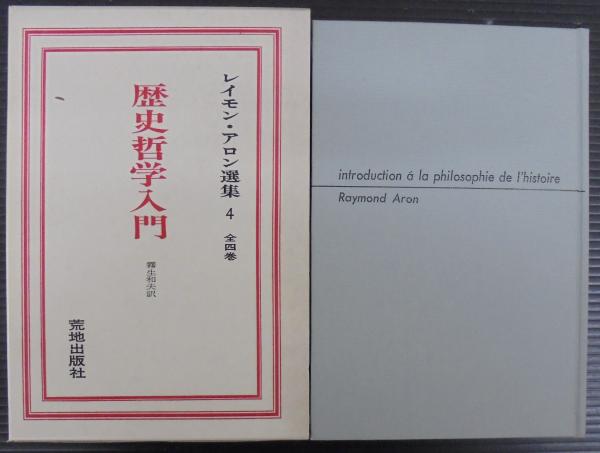 レイモン・アロン選集 4 全四巻
歴史哲学入門
霧生和夫訳
荒地出版社
introduction á la philosophie de l'histoire
Raymond Aron